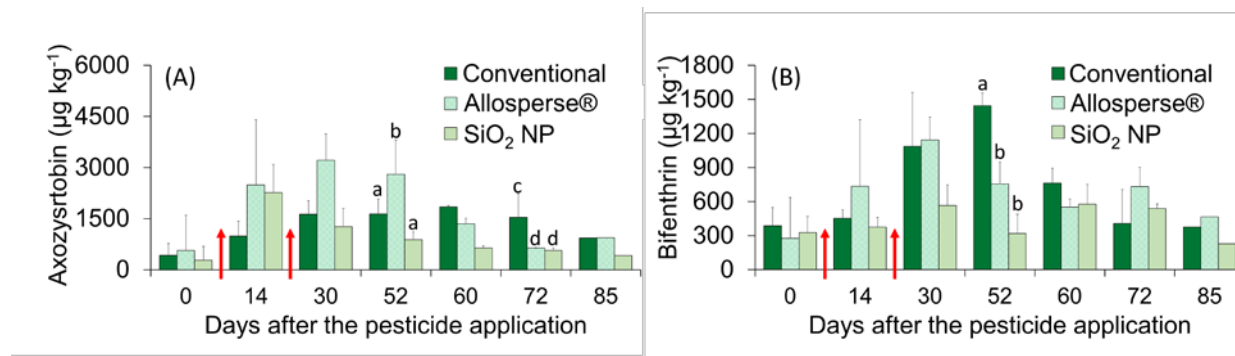 Axozysrtobin (µg kg⁻¹)
6000
4500
3000
1500
0
(A)
Conventional
Allosperse®
SiO₂ NP
a
b
a
c
d d
0 14 30 52 60 72 85
Days after the pesticide application
Bifenthrin (µg kg⁻¹)
1800
1500
1200
900
600
300
0
(B)
Conventional
Allosperse®
SiO₂ NP
a
b
b
0 14 30 52 60 72 85
Days after the pesticide application